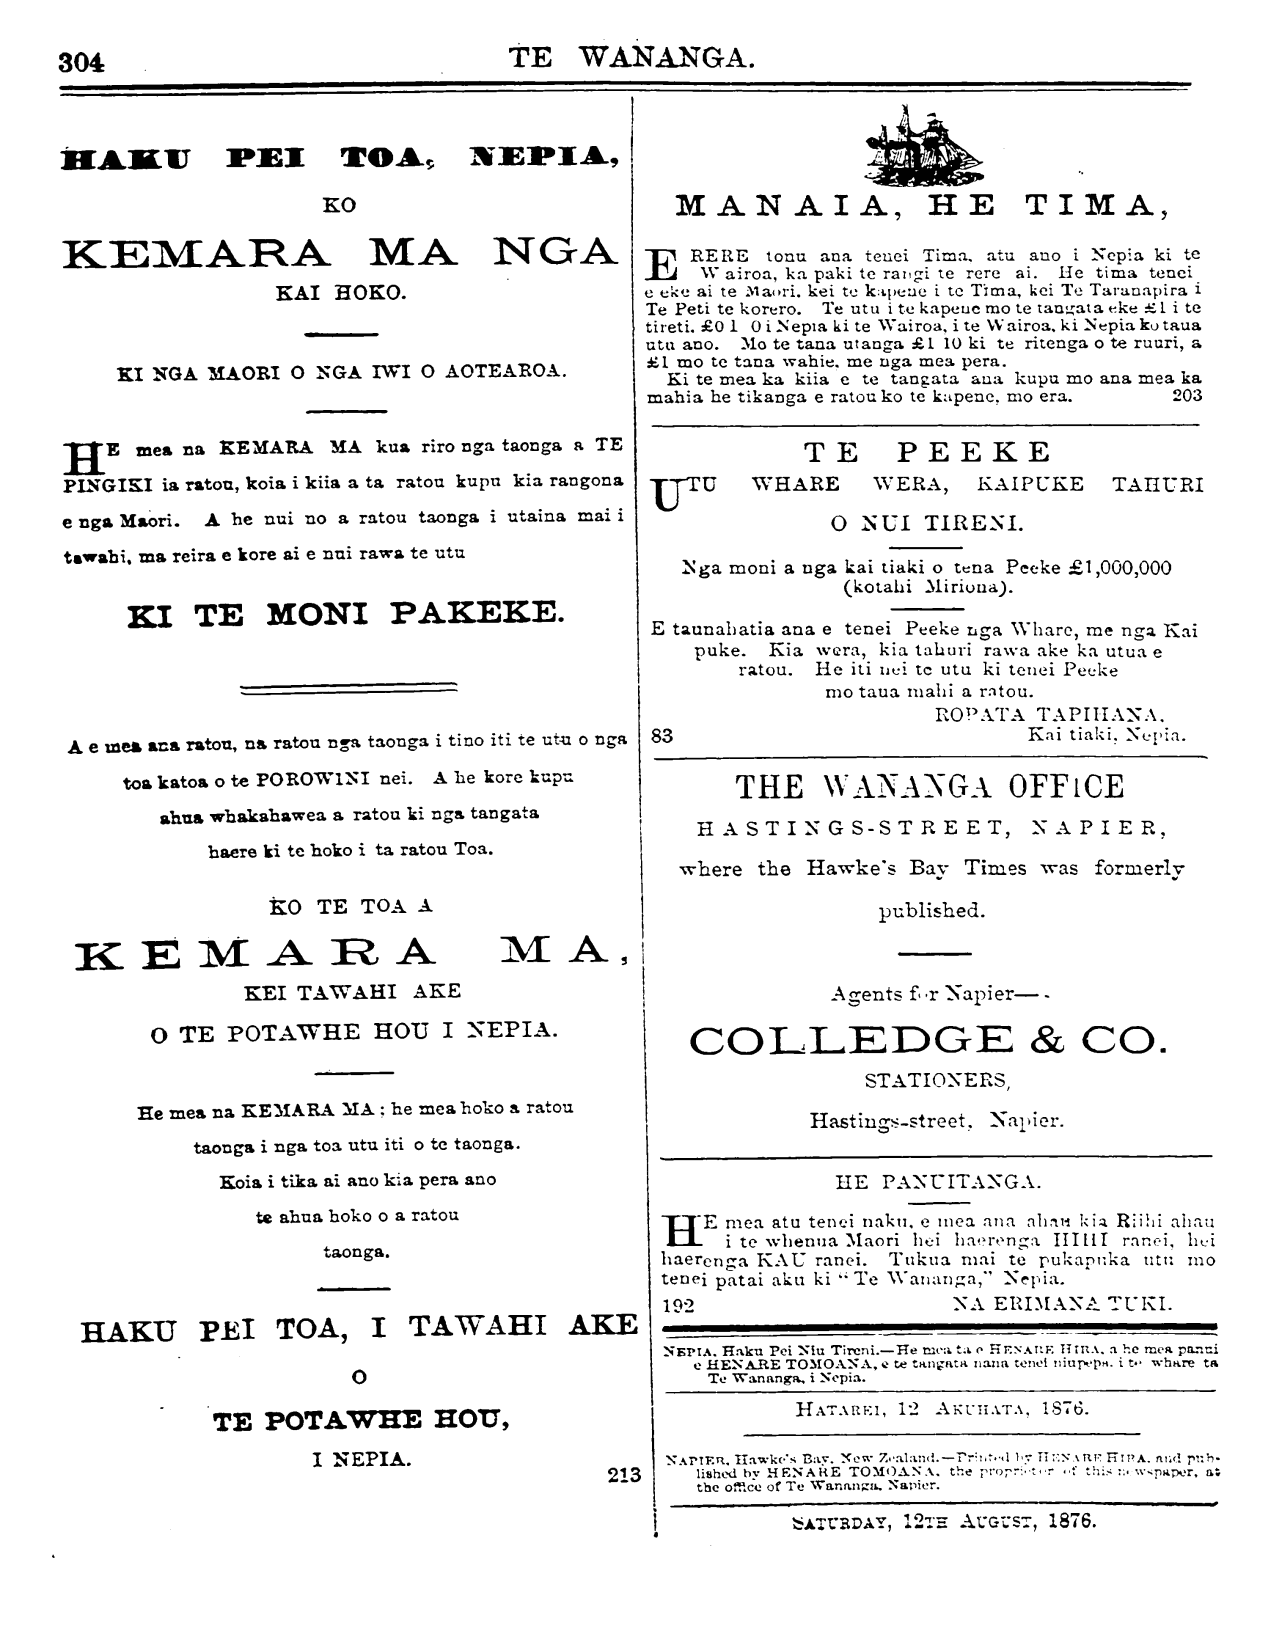 304
TE WANANGA.
HAKU PEI TOA, NEPIA,
KO
KEMARA MA NGA
KAI HOKO.
KI NGA MAORI O NGA IWI O AOTEAROA.
HE mea na KEMARA MA kua riro nga taonga a TE
PINGIKI ia ratou, koia i kiia a ta ratou kupu kia rangona
e nga Maori. A he nui no a ratou taonga i utaina mai i
tawahi, ma reira e kore ai e nui rawa te utu
KI TE MONI PAKEKE.
A e mea ana ratou, na ratou nga taonga i tino iti te utu o nga
toa katoa o te POROWINI nei. A he kore kupu
ahua whakahawea a ratou ki nga tangata
haere ki te hoko i ta ratou Toa.
KO TE TOA A
KEMARA MA,
KEI TAWAHI AKE
O TE POTAWHE HOU I NEPIA.
He mea na KEMARA MA; he mea hoko a ratou
taonga i nga toa utu iti o te taonga.
Koia i tika ai ano kia pera ano
te ahua hoko o a ratou
taonga.
HAKU PEI TOA, I TAWAHI AKE
O
TE POTAWHE HOU,
I NEPIA.
213
MANAIA, HE TIMA,
E RERE tonu ana tenei Tima, atu ano i Nepia ki te
Wairoa, ka paki te rangi te rere ai. He tima tenei
e eke ai te Maori, kei te kapene i te Tima, kei Te Taranapira i
Te Peti te korero. Te utu i te kapene mo te tangata eke £1 i te
tireti, £0 1 0 i Nepia ki te Wairoa, i te Wairoa, ki Nepia ko taua
utu ano. Mo te tana utanga £1 10 ki te ritenga o te ruuri, a
£1 mo te tana wahie, me nga mea pera.
Ki te mea ka kiia e te tangata ana kupu mo ana mea ka
mahia he tikanga e ratou ko te kapene, mo era. 203
TE PEEKE
UTU WHARE WERA, KAIPUKE TAHURI
O NUI TIRENI.
Nga moni a nga kai tiaki o tena Peeke £1,000,000
(kotahi Miriona).
E taunahatia ana e tenei Peeke nga Whare, me nga Kai
puke. Kia wera, kia tahuri rawa ake ka utua e
ratou. He iti nei te utu ki tenei Peeke
mo taua mahi a ratou.
ROPATA TAPIHANA.
83 Kai tiaki, Nepia.
THE WANANGA OFFICE
HASTINGS-STREET, NAPIER,
where the Hawke's Bay Times was formerly
published.
Agents for Napier—
COLLEDGE & CO.
STATIONERS,
Hastings-street, Napier.
HE PANUITANGA.
HE mea atu tenei naku, e mea ana ahau kia Riihi ahau
i te whenua Maori hei haerenga HIHI ranei, hei
haerenga KAU ranei. Tukua mai te pukapuka utu mo
tenei patai aku ki "Te Wananga," Nepia.
192 NA ERIMANA TUKI.
NEPIA, Haku Pei Niu Tireni.—He mea ta e HENARE HIRA, a he mea panui
e HENARE TOMOANA, e te tangata nana tenei niupepa, i te whare ta
Te Wananga, i Nepia.
HATAREI, 12 AKUHATA, 1876.
NAPIER, Hawke's Bay, New Zealand.—Printed by HENARE HIRA, and pub-
lished by HENARE TOMOANA, the proprietor of this newspaper, at
the office of Te Wananga, Napier.
SATURDAY, 12TH AUGUST, 1876.